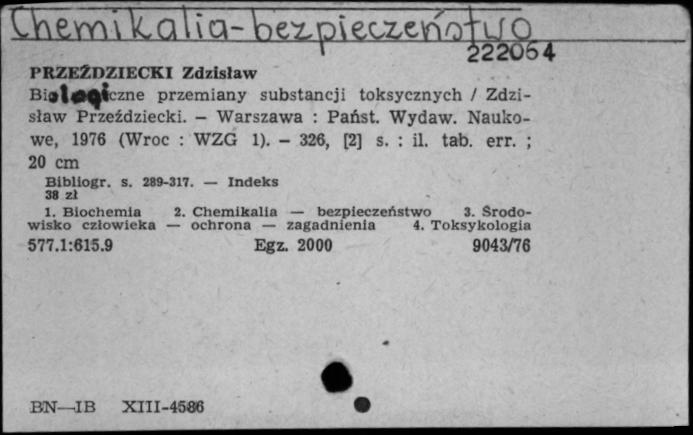 Chemikalia-bezpieczeństwo
222064
PRZEŹDZIECKI Zdzisław
Biologiczne przemiany substancji toksycznych / Zdzi-
sław Przeździecki. – Warszawa : Państ. Wydaw. Nauko-
we, 1976 (Wroc : WZG 1). – 326, [2] s. : il. tab. err. ;
20 cm
Bibliogr. s. 289-317. — Indeks
38 zł
1. Biochemia 2. Chemikalia — bezpieczeństwo 3. Środo-
wisko człowieka — ochrona — zagadnienia 4. Toksykologia
577.1:615.9 Egz. 2000 9043/76
BN—IB XIII-4586